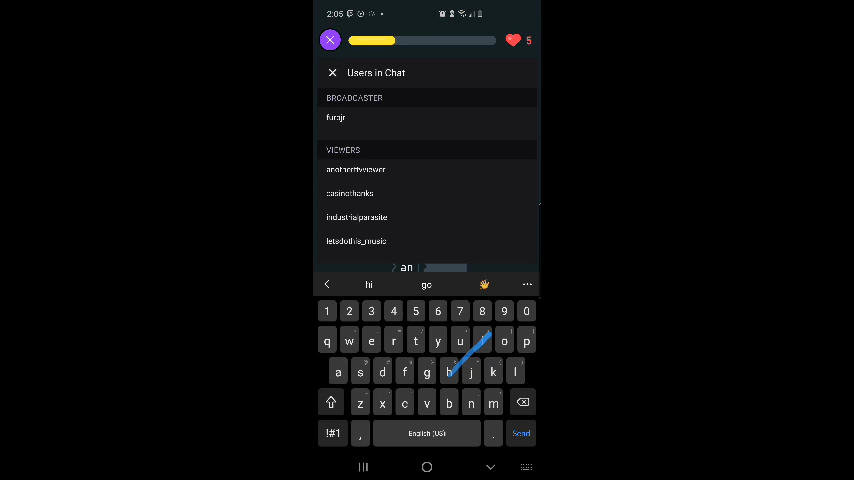 2:05
5
Users in Chat
BROADCASTER
furqjr
VIEWERS
anotherttvviewer
casinothanks
industrialparasite
letsdothis_music
an
hi go 👋 ...
1 2 3 4 5 6 7 8 9 0
q w e r t y u i o p
a s d f g h j k l
z x c v b n m
!#1 , English (US) . Send